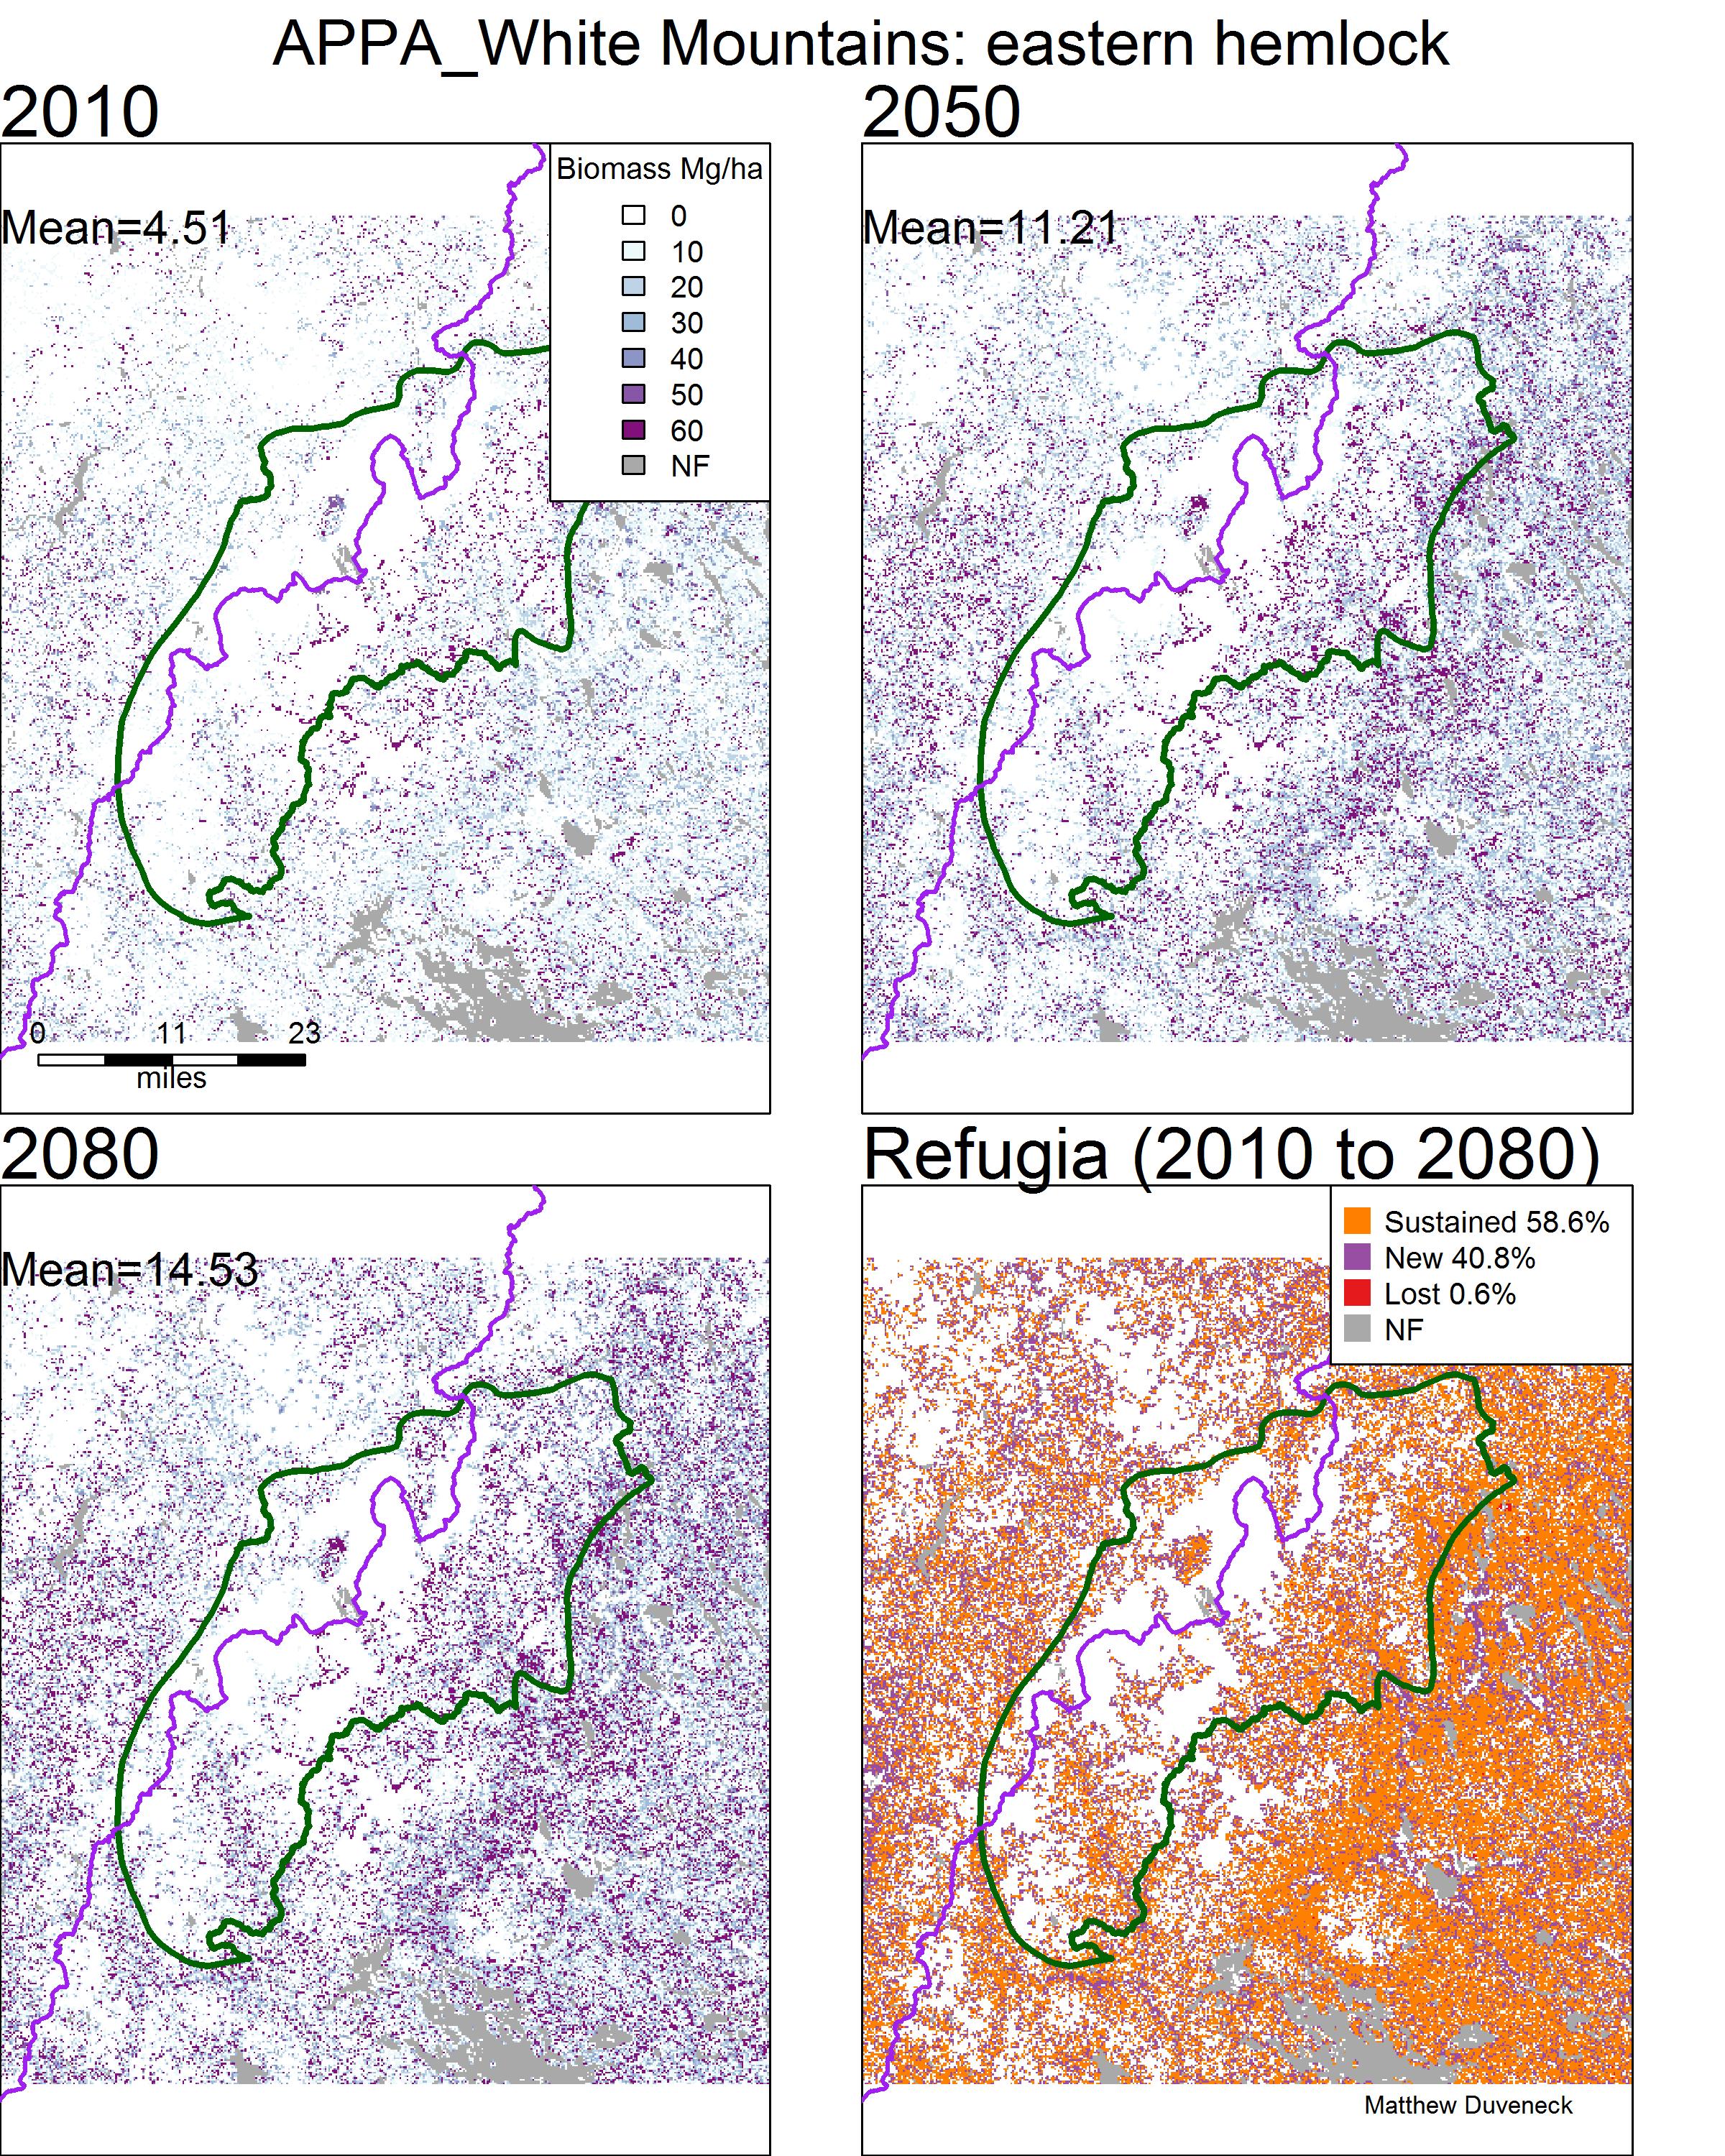 APPA_White Mountains: eastern hemlock
2010
2050
Biomass Mg/ha
0
10
20
30
40
50
60
NF
Mean=4.51
Mean=11.21
0 11 23
miles
2080
Refugia (2010 to 2080)
Mean=14.53
Sustained 58.6%
New 40.8%
Lost 0.6%
NF
Matthew Duveneck